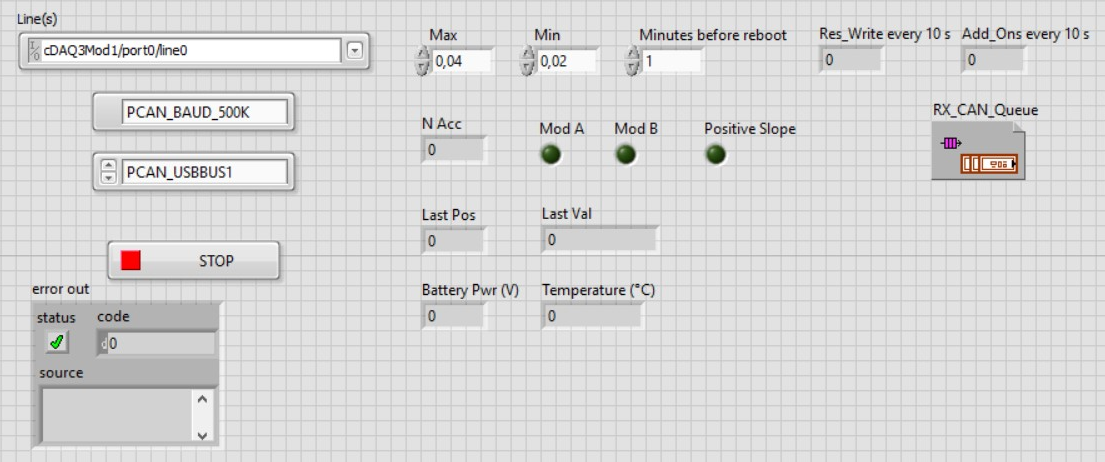 Line(s)
cDAQ3Mod1/port0/line0
Max
Min
Minutes before reboot
Res_Write every 10 s
Add_Ons every 10 s
0,04
0,02
1
0
0
PCAN_BAUD_500K
PCAN_USBBUS1
N Acc
0
Mod A
Mod B
Positive Slope
RX_CAN_Queue
Last Pos
0
Last Val
0
STOP
Battery Pwr (V)
0
Temperature (°C)
0
error out
status
code
d0
source